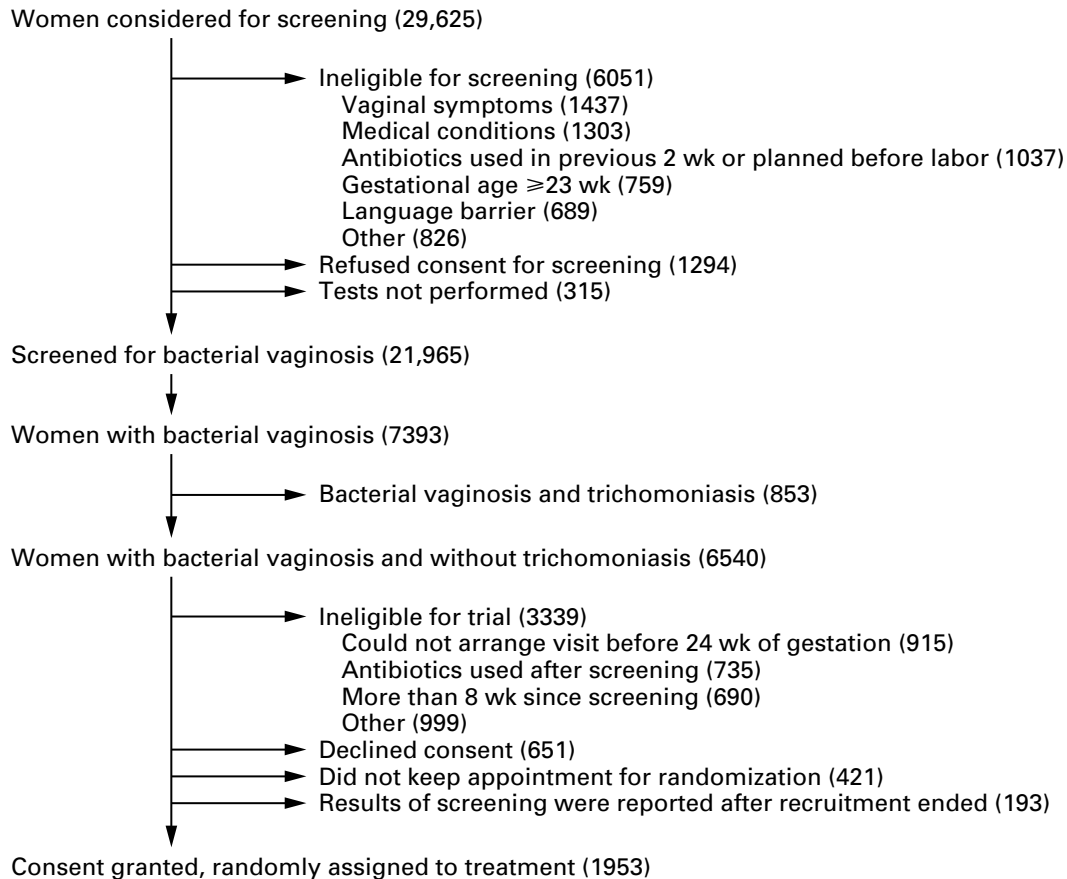 Women considered for screening (29,625)
Ineligible for screening (6051)
Vaginal symptoms (1437)
Medical conditions (1303)
Antibiotics used in previous 2 wk or planned before labor (1037)
Gestational age ⩾23 wk (759)
Language barrier (689)
Other (826)
Refused consent for screening (1294)
Tests not performed (315)
Screened for bacterial vaginosis (21,965)
Women with bacterial vaginosis (7393)
Bacterial vaginosis and trichomoniasis (853)
Women with bacterial vaginosis and without trichomoniasis (6540)
Ineligible for trial (3339)
Could not arrange visit before 24 wk of gestation (915)
Antibiotics used after screening (735)
More than 8 wk since screening (690)
Other (999)
Declined consent (651)
Did not keep appointment for randomization (421)
Results of screening were reported after recruitment ended (193)
Consent granted, randomly assigned to treatment (1953)